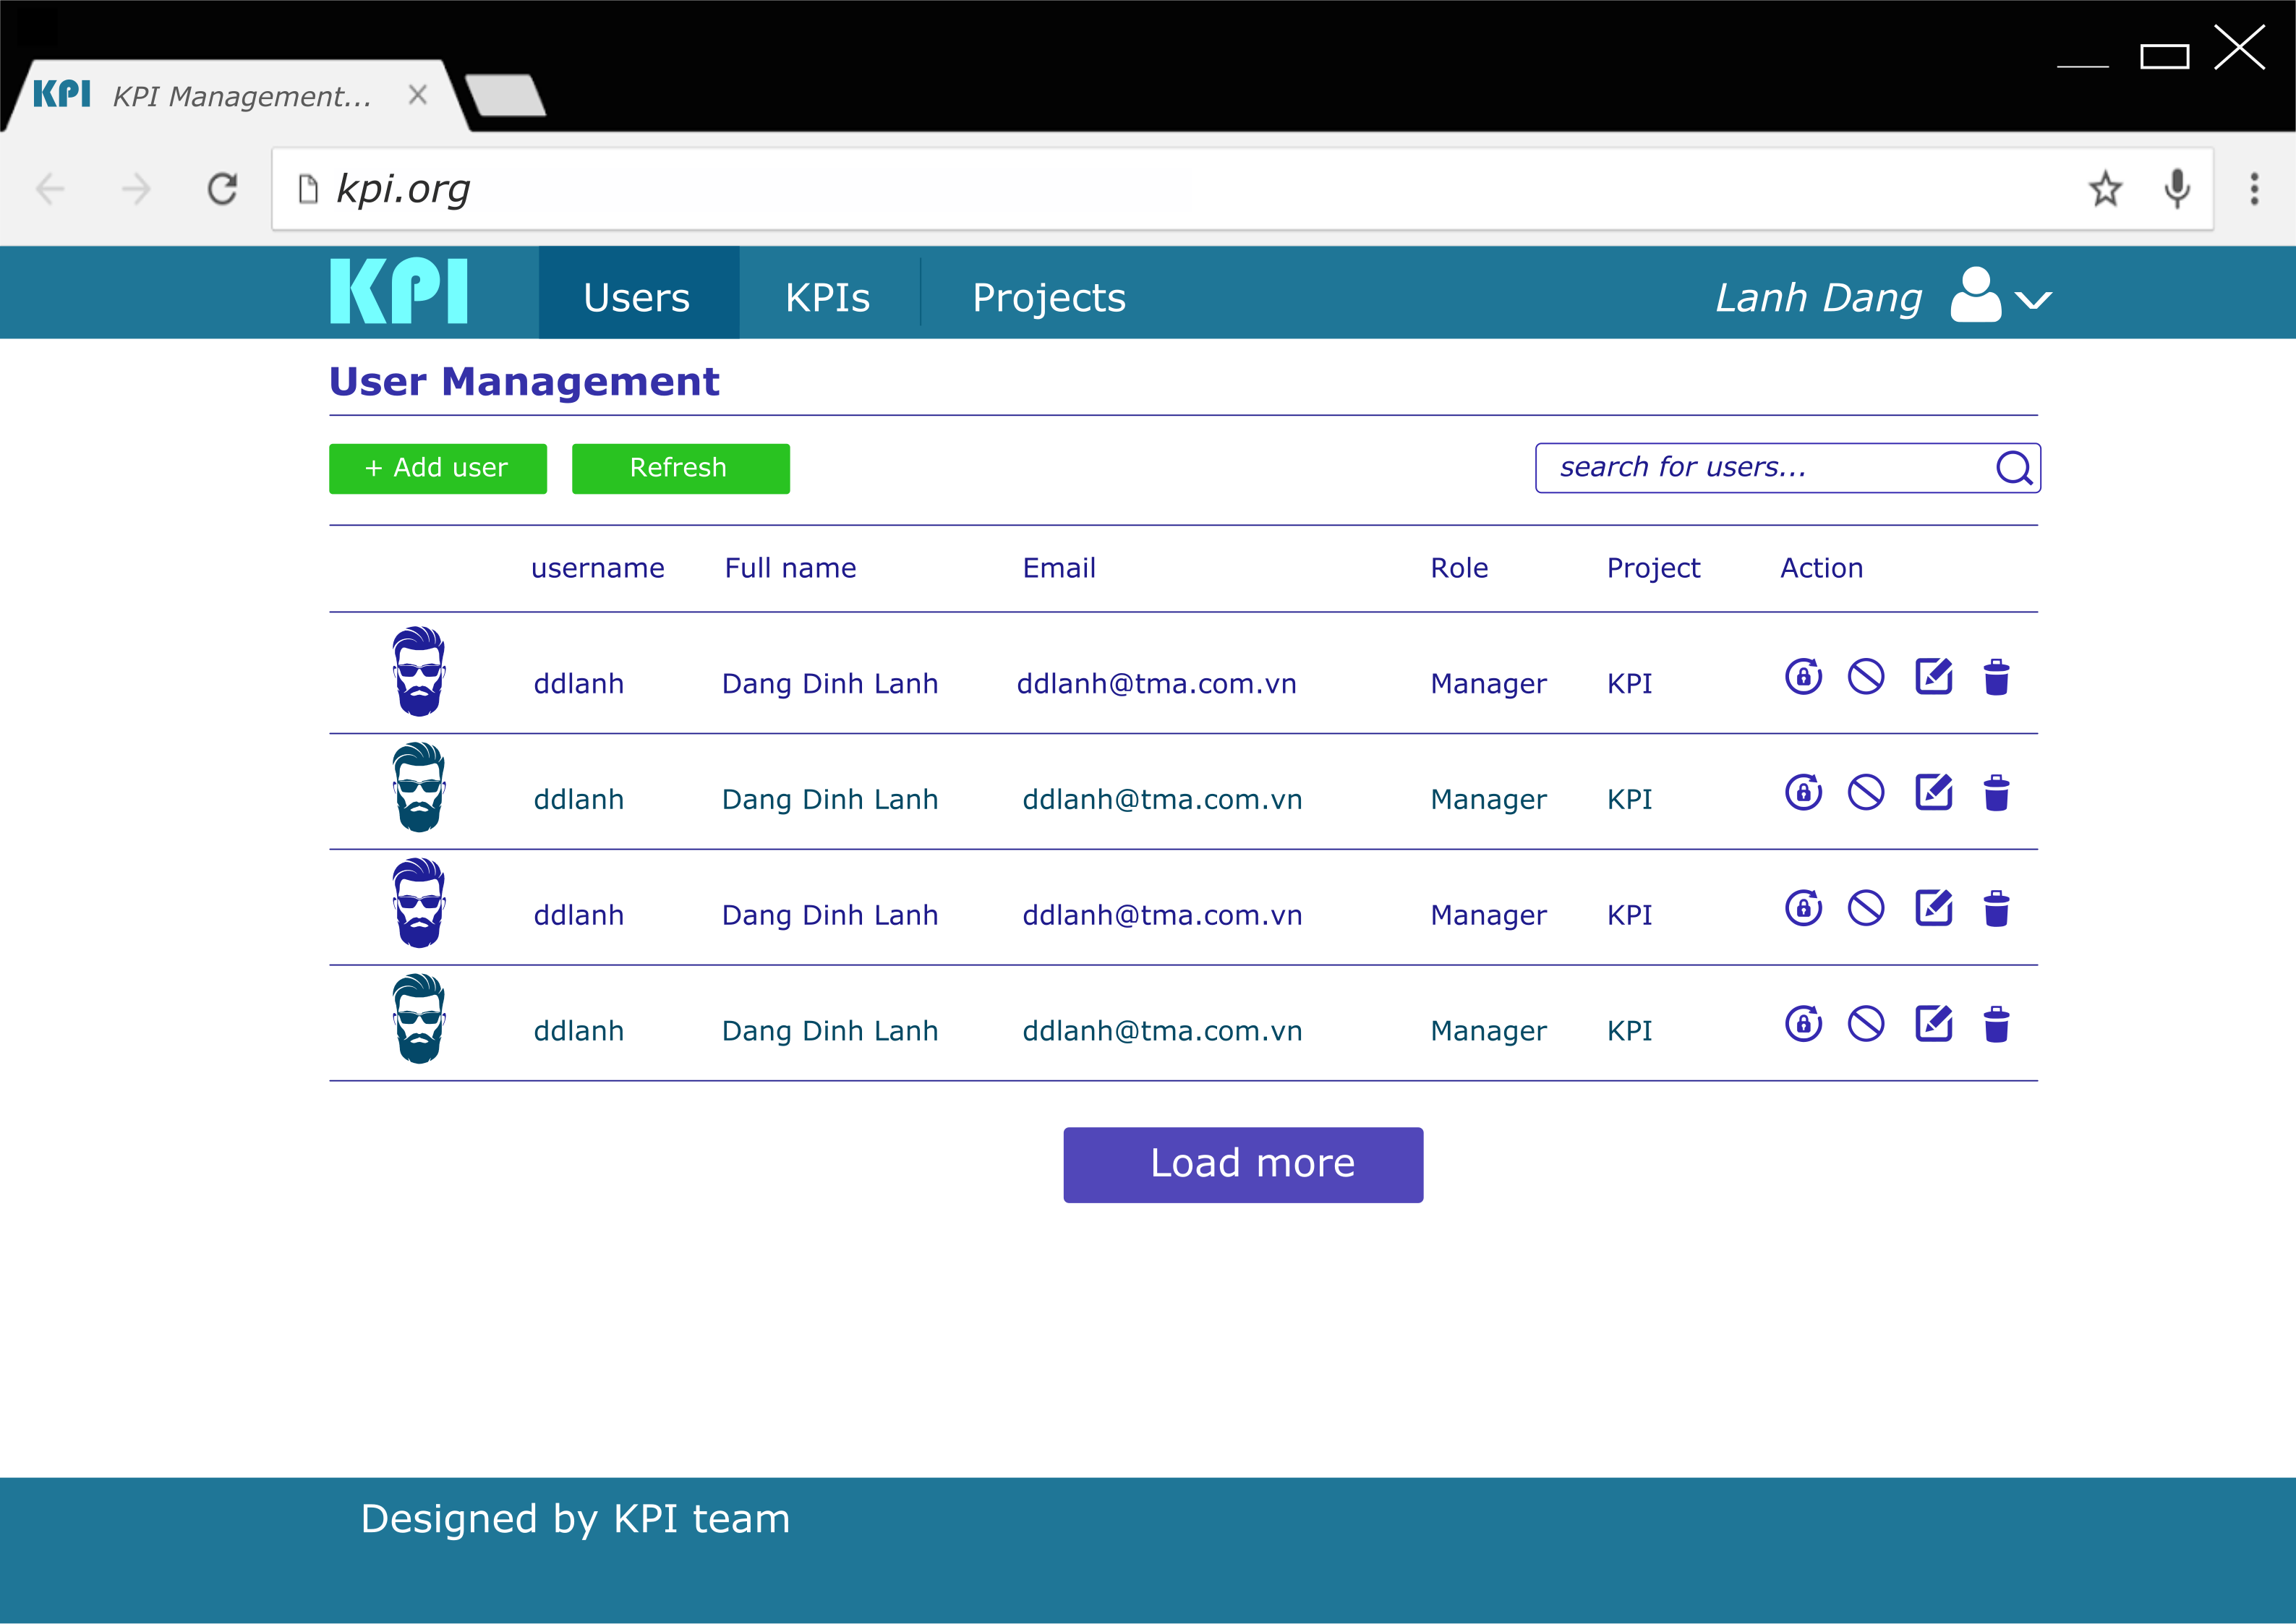 KPI KPI Management...
kpi.org
KPI Users KPIs Projects Lanh Dang
User Management
+ Add user Refresh search for users...
username Full name Email Role Project Action
ddlanh Dang Dinh Lanh ddlanh@tma.com.vn Manager KPI
ddlanh Dang Dinh Lanh ddlanh@tma.com.vn Manager KPI
ddlanh Dang Dinh Lanh ddlanh@tma.com.vn Manager KPI
ddlanh Dang Dinh Lanh ddlanh@tma.com.vn Manager KPI
Load more
Designed by KPI team